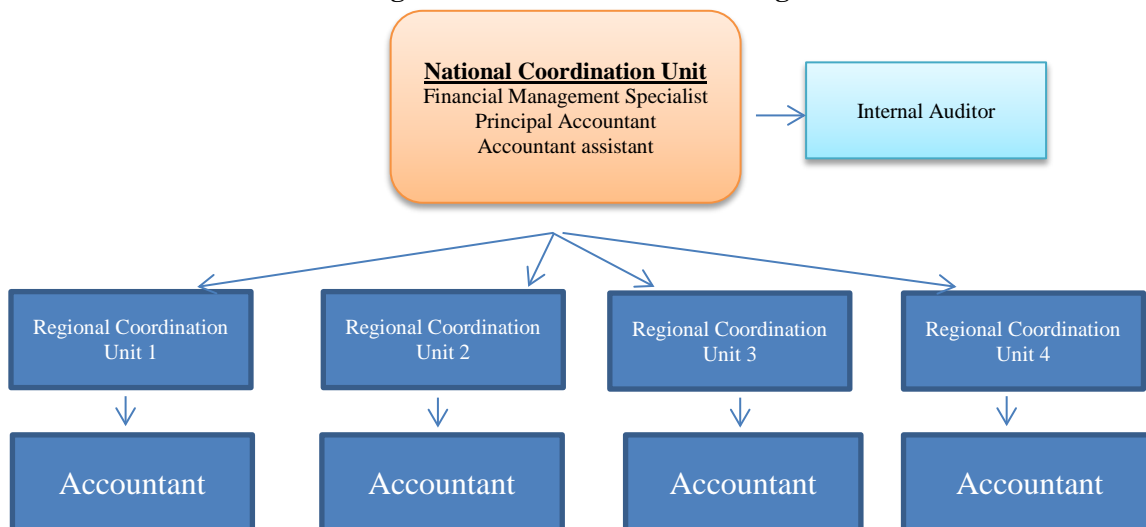 National Coordination Unit
Financial Management Specialist
Principal Accountant
Accountant assistant
Internal Auditor
Regional Coordination
Unit 1
Regional Coordination
Unit 2
Regional Coordination
Unit 3
Regional Coordination
Unit 4
Accountant
Accountant
Accountant
Accountant